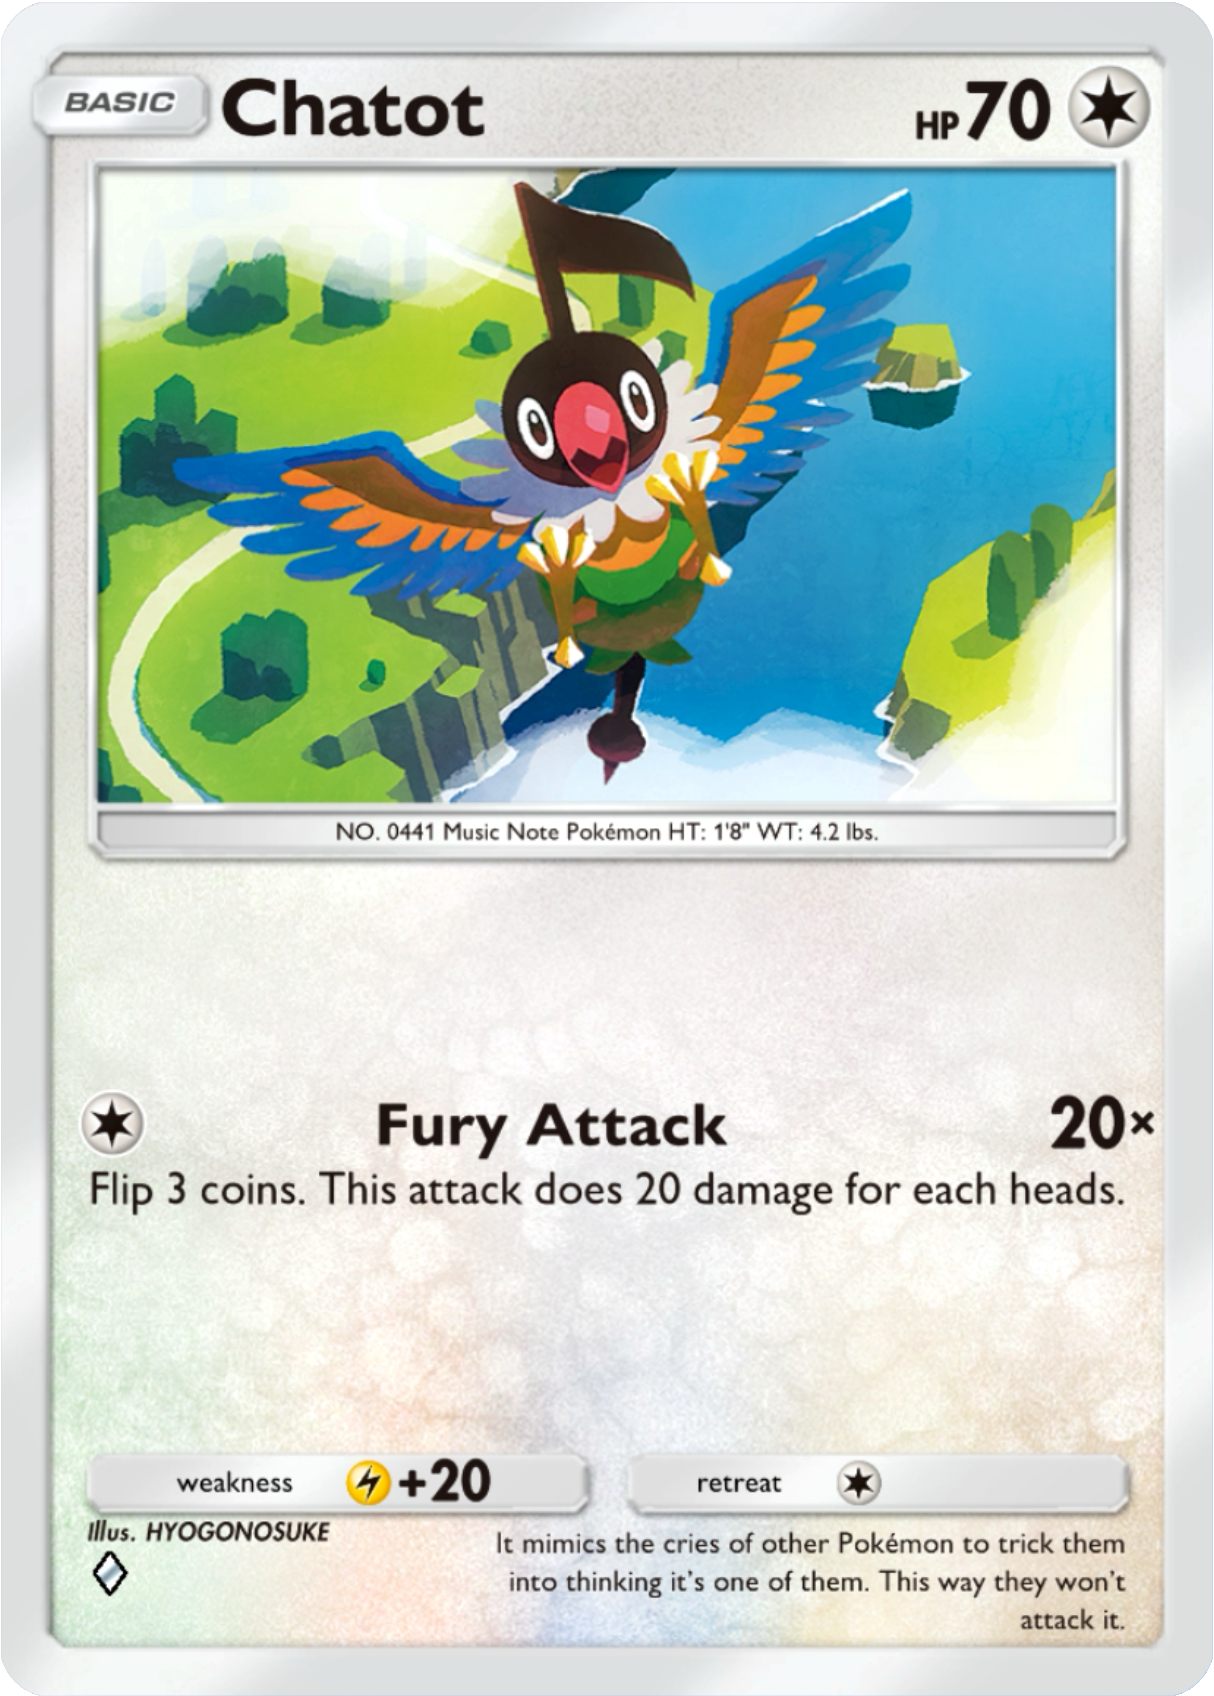 BASIC Chatot HP 70
NO. 0441 Music Note Pokémon HT: 1'8" WT: 4.2 lbs.
Fury Attack 20×
Flip 3 coins. This attack does 20 damage for each heads.
weakness +20 retreat
Illus. HYOGONOSUKE
It mimics the cries of other Pokémon to trick them
into thinking it's one of them. This way they won't
attack it.